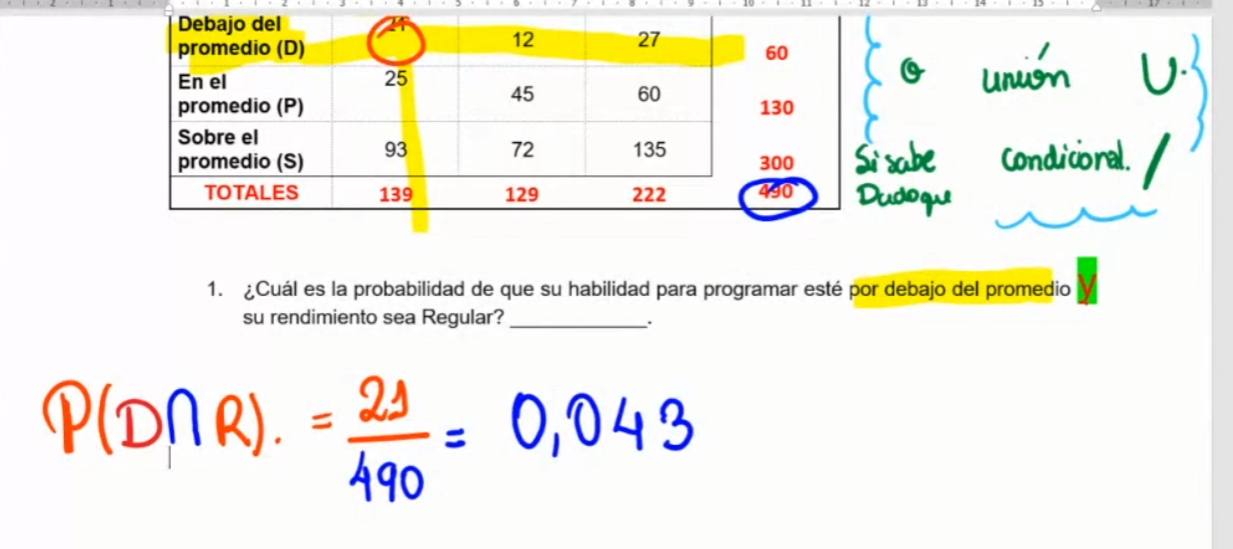 Debajo del
promedio (D) 21 12 27 60
En el
promedio (P) 25 45 60 130
Sobre el
promedio (S) 93 72 135 300
TOTALES 139 129 222 490
O unión U.
Si sabe condicional. /
Dado que
1. ¿Cuál es la probabilidad de que su habilidad para programar esté por debajo del promedio y
su rendimiento sea Regular? ____________.
P(D∩R). = 21/490 = 0,043